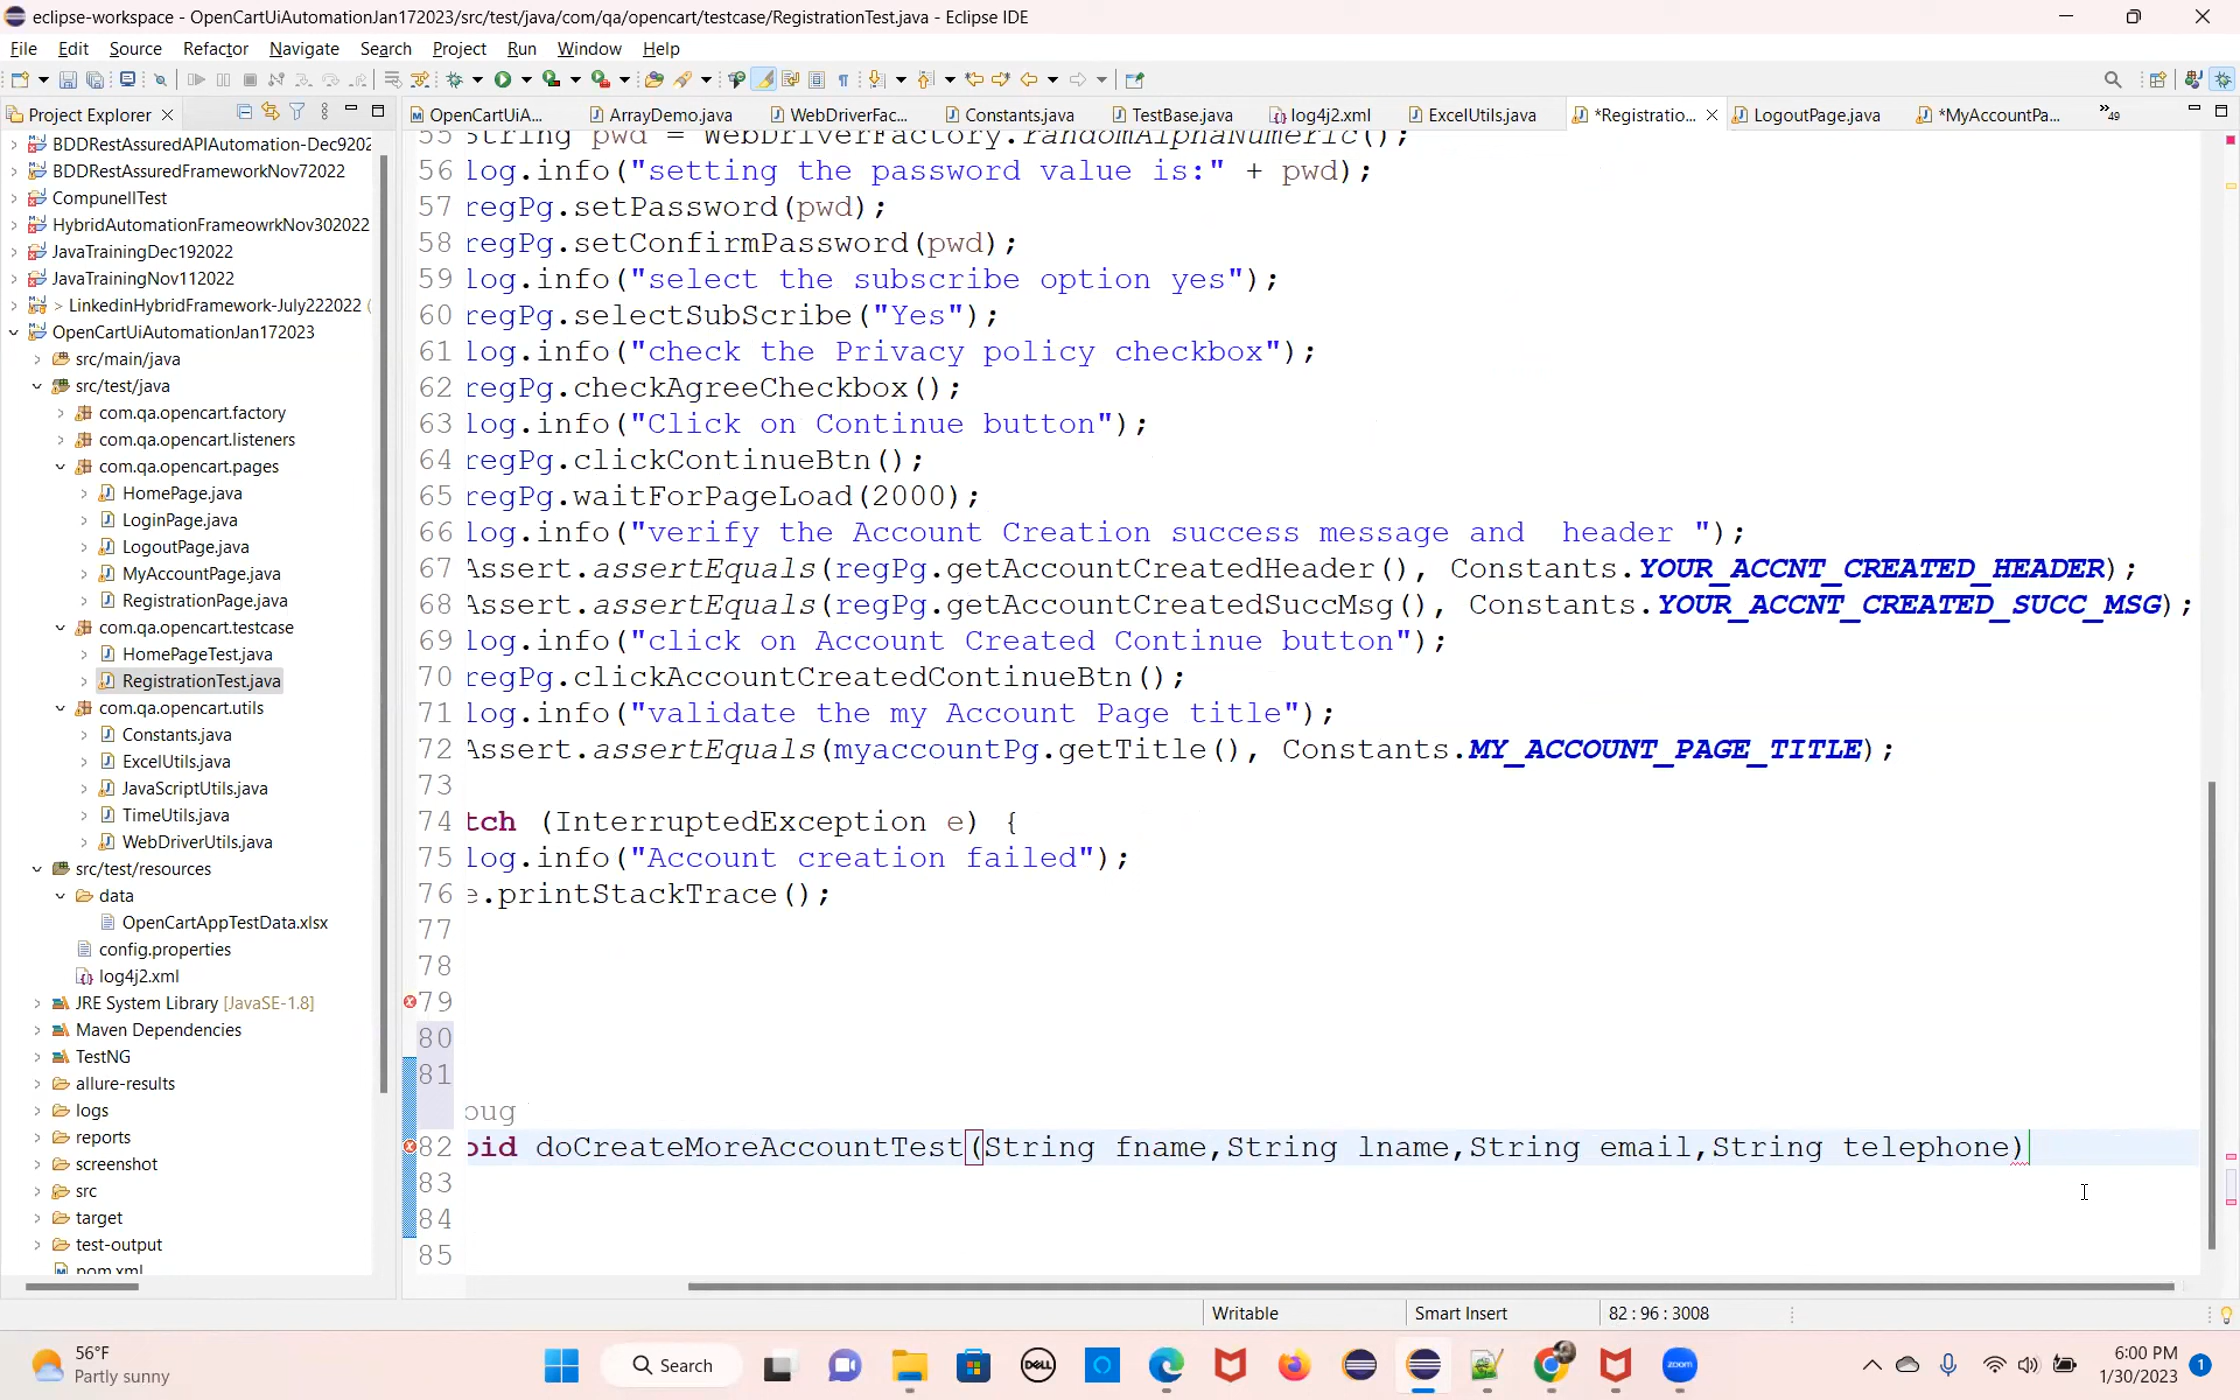 eclipse-workspace - OpenCartUiAutomationJan172023/src/test/java/com/qa/opencart/testcase/RegistrationTest.java - Eclipse IDE
File Edit Source Refactor Navigate Search Project Run Window Help
Project Explorer
OpenCartUiA...
ArrayDemo.java
WebDriverFac...
Constants.java
TestBase.java
log4j2.xml
ExcelUtils.java
*Registratio...
LogoutPage.java
*MyAccountPa...
»49
BDDRestAssuredAPIAutomation-Dec9202
BDDRestAssuredFrameworkNov72022
CompunellTest
HybridAutomationFrameowrkNov302022
JavaTrainingDec192022
JavaTrainingNov112022
> LinkedinHybridFramework-July222022 (
OpenCartUiAutomationJan172023
src/main/java
src/test/java
com.qa.opencart.factory
com.qa.opencart.listeners
com.qa.opencart.pages
HomePage.java
LoginPage.java
LogoutPage.java
MyAccountPage.java
RegistrationPage.java
com.qa.opencart.testcase
HomePageTest.java
RegistrationTest.java
com.qa.opencart.utils
Constants.java
ExcelUtils.java
JavaScriptUtils.java
TimeUtils.java
WebDriverUtils.java
src/test/resources
data
OpenCartAppTestData.xlsx
config.properties
log4j2.xml
JRE System Library [JavaSE-1.8]
Maven Dependencies
TestNG
allure-results
logs
reports
screenshot
src
target
test-output
pom.xml
55 String pwd = WebDriverFactory.randomAlphaNumeric();
56 log.info("setting the password value is:" + pwd);
57 regPg.setPassword(pwd);
58 regPg.setConfirmPassword(pwd);
59 log.info("select the subscribe option yes");
60 regPg.selectSubScribe("Yes");
61 log.info("check the Privacy policy checkbox");
62 regPg.checkAgreeCheckbox();
63 log.info("Click on Continue button");
64 regPg.clickContinueBtn();
65 regPg.waitForPageLoad(2000);
66 log.info("verify the Account Creation success message and  header ");
67 Assert.assertEquals(regPg.getAccountCreatedHeader(), Constants.YOUR_ACCNT_CREATED_HEADER);
68 Assert.assertEquals(regPg.getAccountCreatedSuccMsg(), Constants.YOUR_ACCNT_CREATED_SUCC_MSG);
69 log.info("click on Account Created Continue button");
70 regPg.clickAccountCreatedContinueBtn();
71 log.info("validate the my Account Page title");
72 Assert.assertEquals(myaccountPg.getTitle(), Constants.MY_ACCOUNT_PAGE_TITLE);
73
74 tch (InterruptedException e) {
75 log.info("Account creation failed");
76 e.printStackTrace();
77
78
79
80
81
bug
82 oid doCreateMoreAccountTest(String fname,String lname,String email,String telephone)
83
84
85
Writable
Smart Insert
82 : 96 : 3008
56°F
Partly sunny
Search
DELL
zoom
6:00 PM
1/30/2023
1